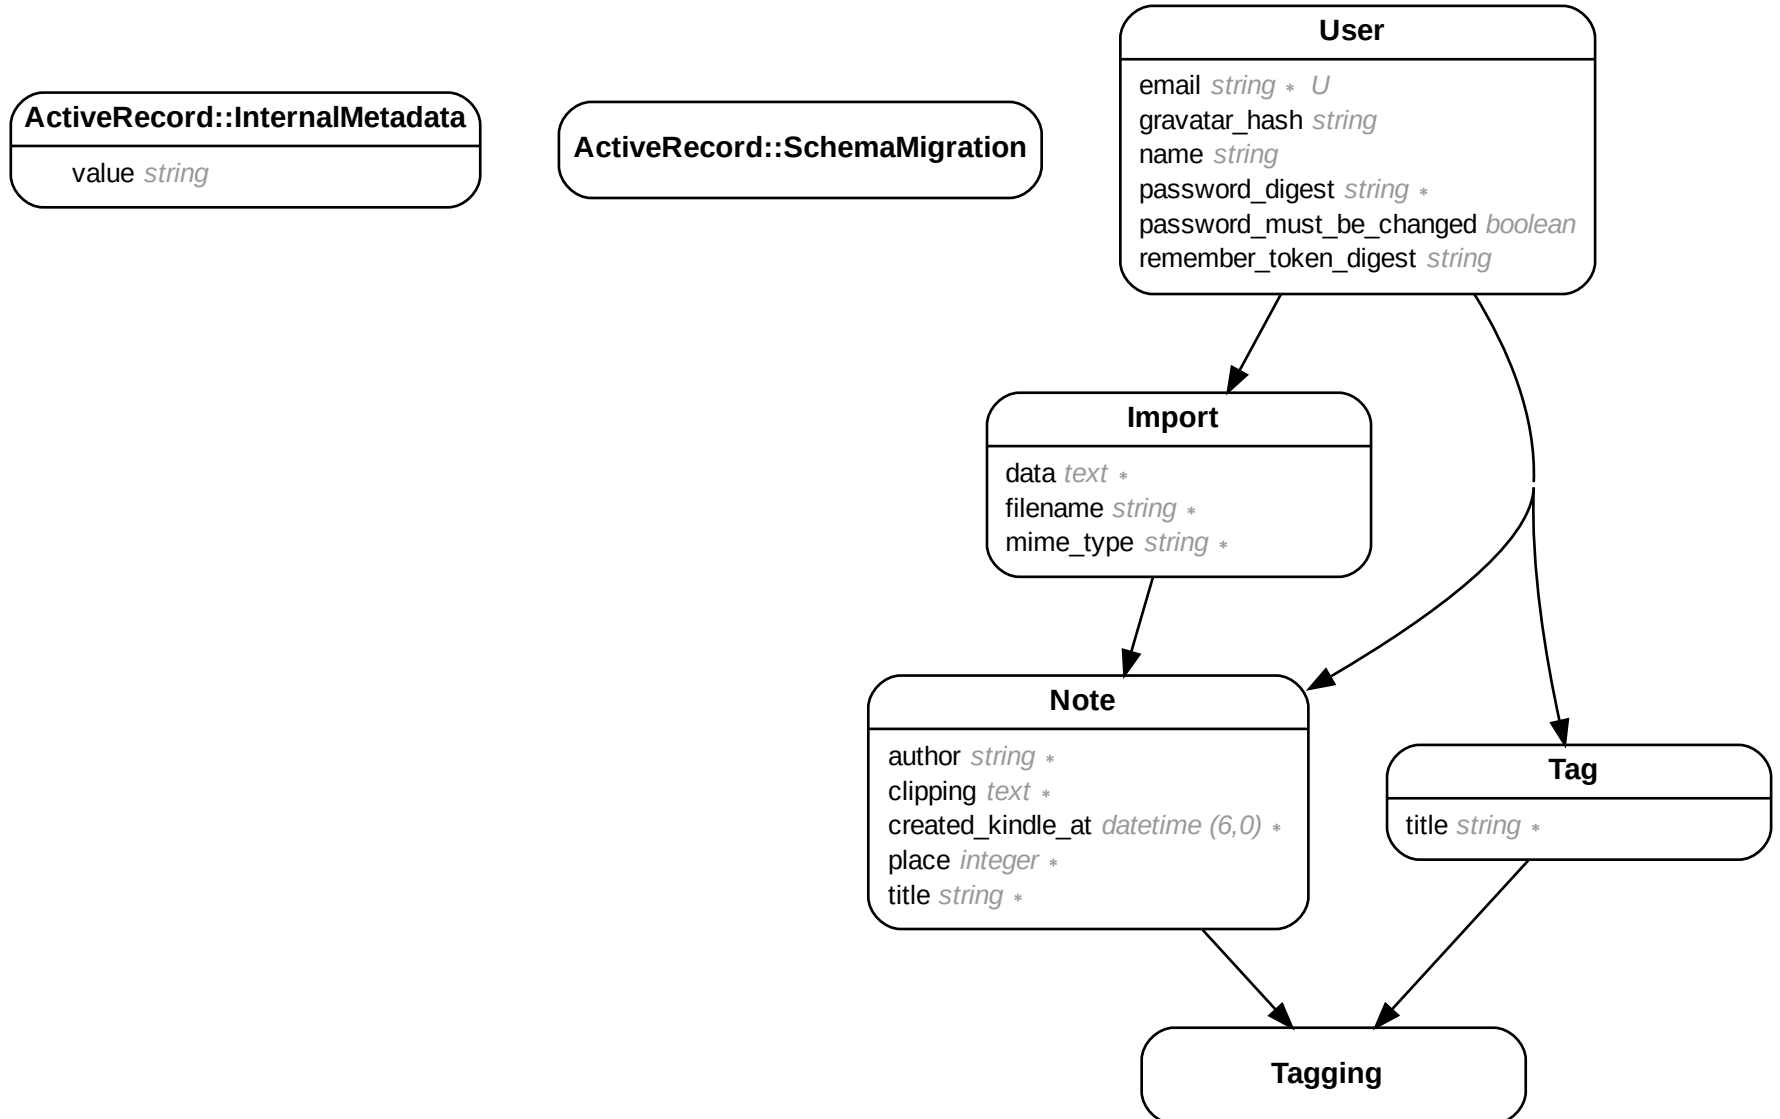 ActiveRecord::InternalMetadata
value string
ActiveRecord::SchemaMigration
User
email string * U
gravatar_hash string
name string
password_digest string *
password_must_be_changed boolean
remember_token_digest string
Import
data text *
filename string *
mime_type string *
Note
author string *
clipping text *
created_kindle_at datetime (6,0) *
place integer *
title string *
Tag
title string *
Tagging